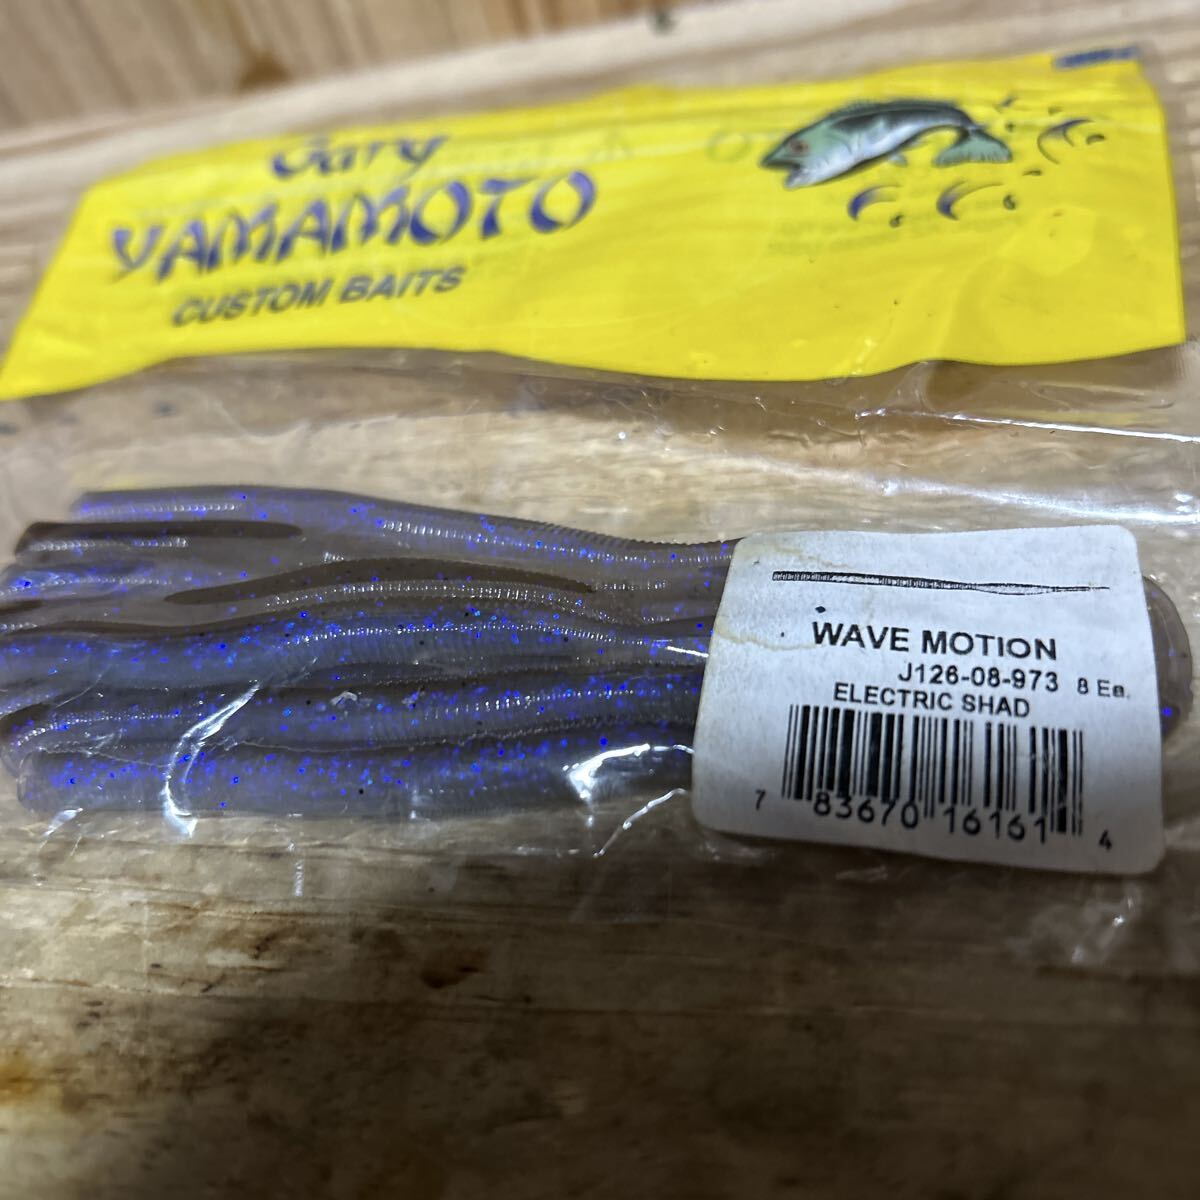 Gary
YAMAMOTO
CUSTOM BAITS
WAVE MOTION
J126-08-973 8 Ea.
ELECTRIC SHAD
7 83670 16161 4